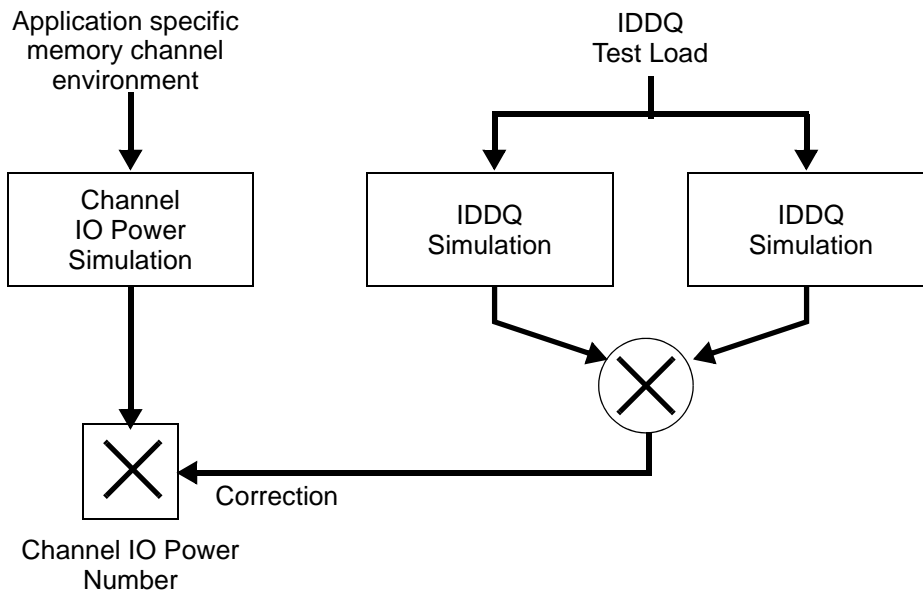 Application specific
memory channel
environment
IDDQ
Test Load
Channel
IO Power
Simulation
IDDQ
Simulation
IDDQ
Simulation
Correction
Channel IO Power
Number